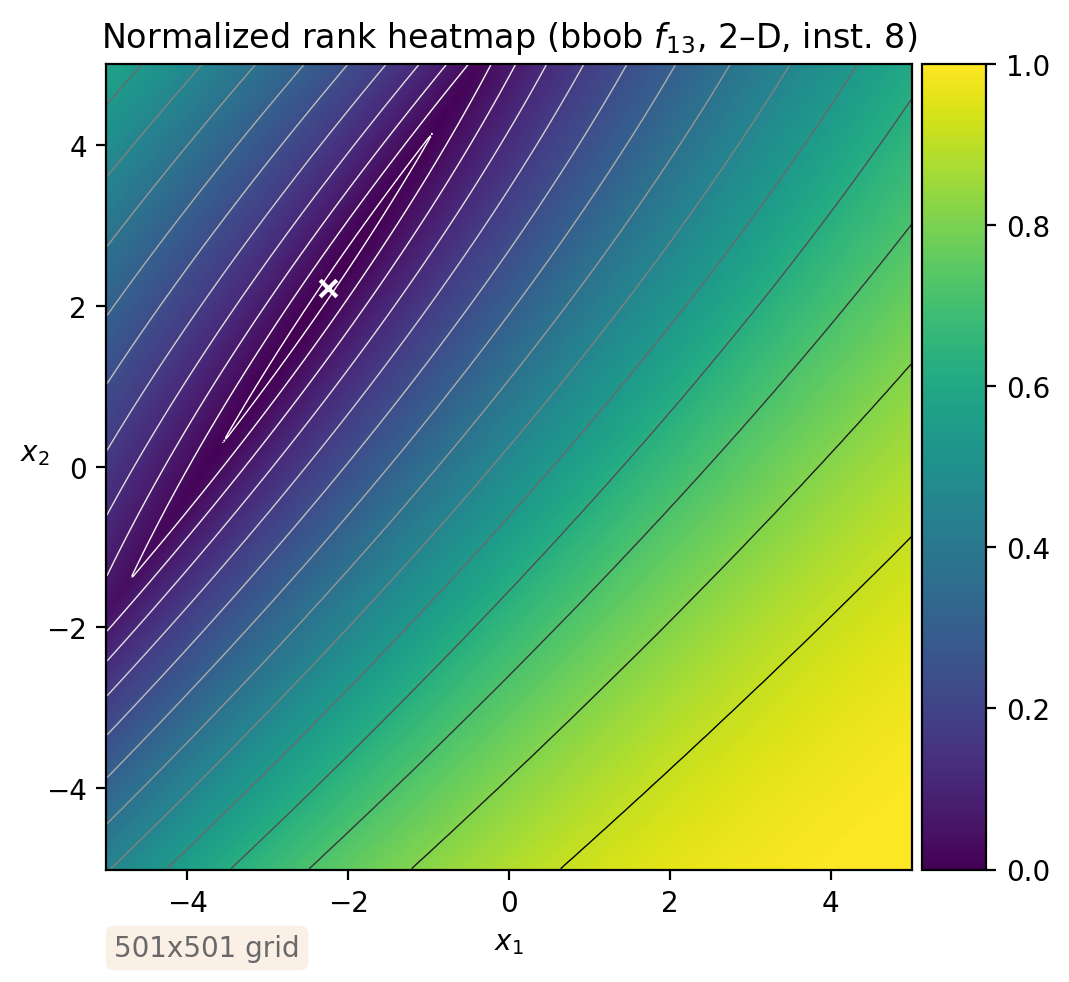 Normalized rank heatmap (bbob f₁₃, 2–D, inst. 8)
x₂
4
2
0
−2
−4
−4 −2 0 2 4
x₁
1.0
0.8
0.6
0.4
0.2
0.0
501x501 grid